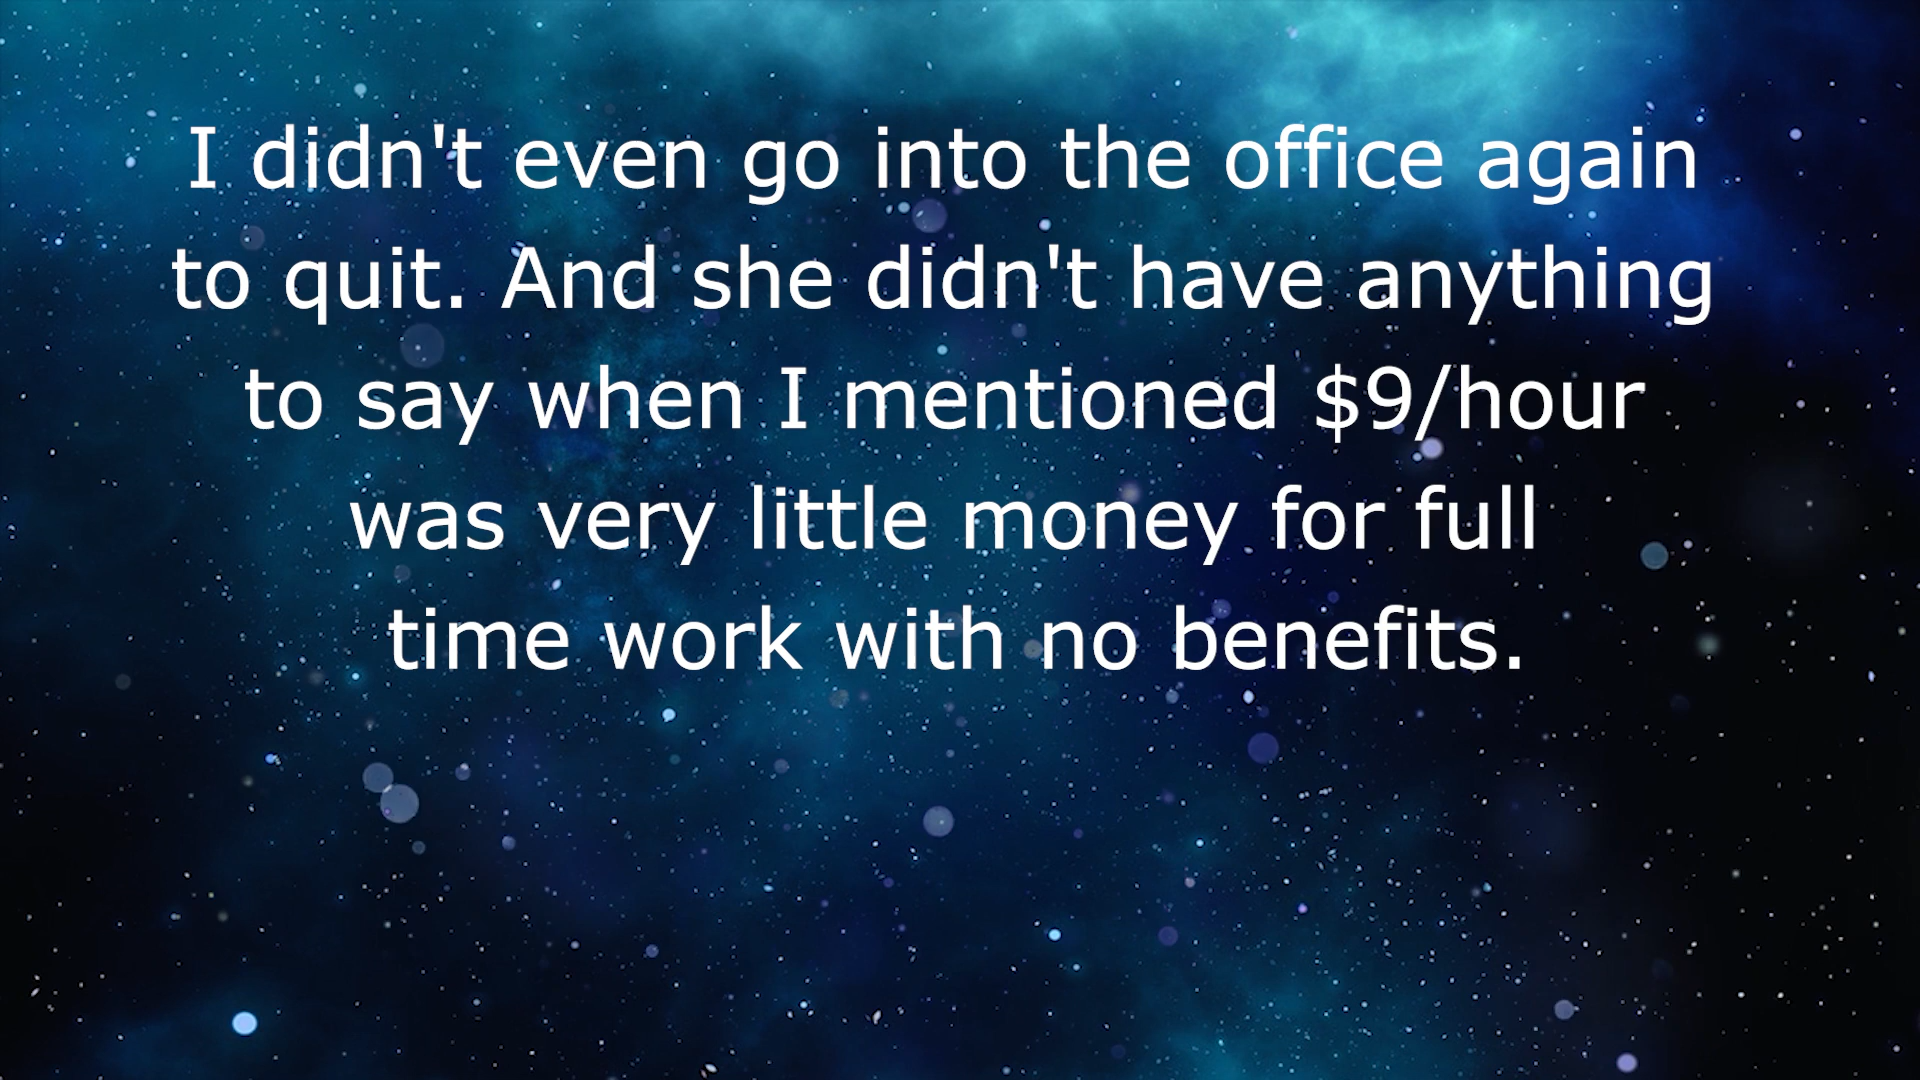 I didn't even go into the office again
to quit. And she didn't have anything
to say when I mentioned $9/hour
was very little money for full
time work with no benefits.